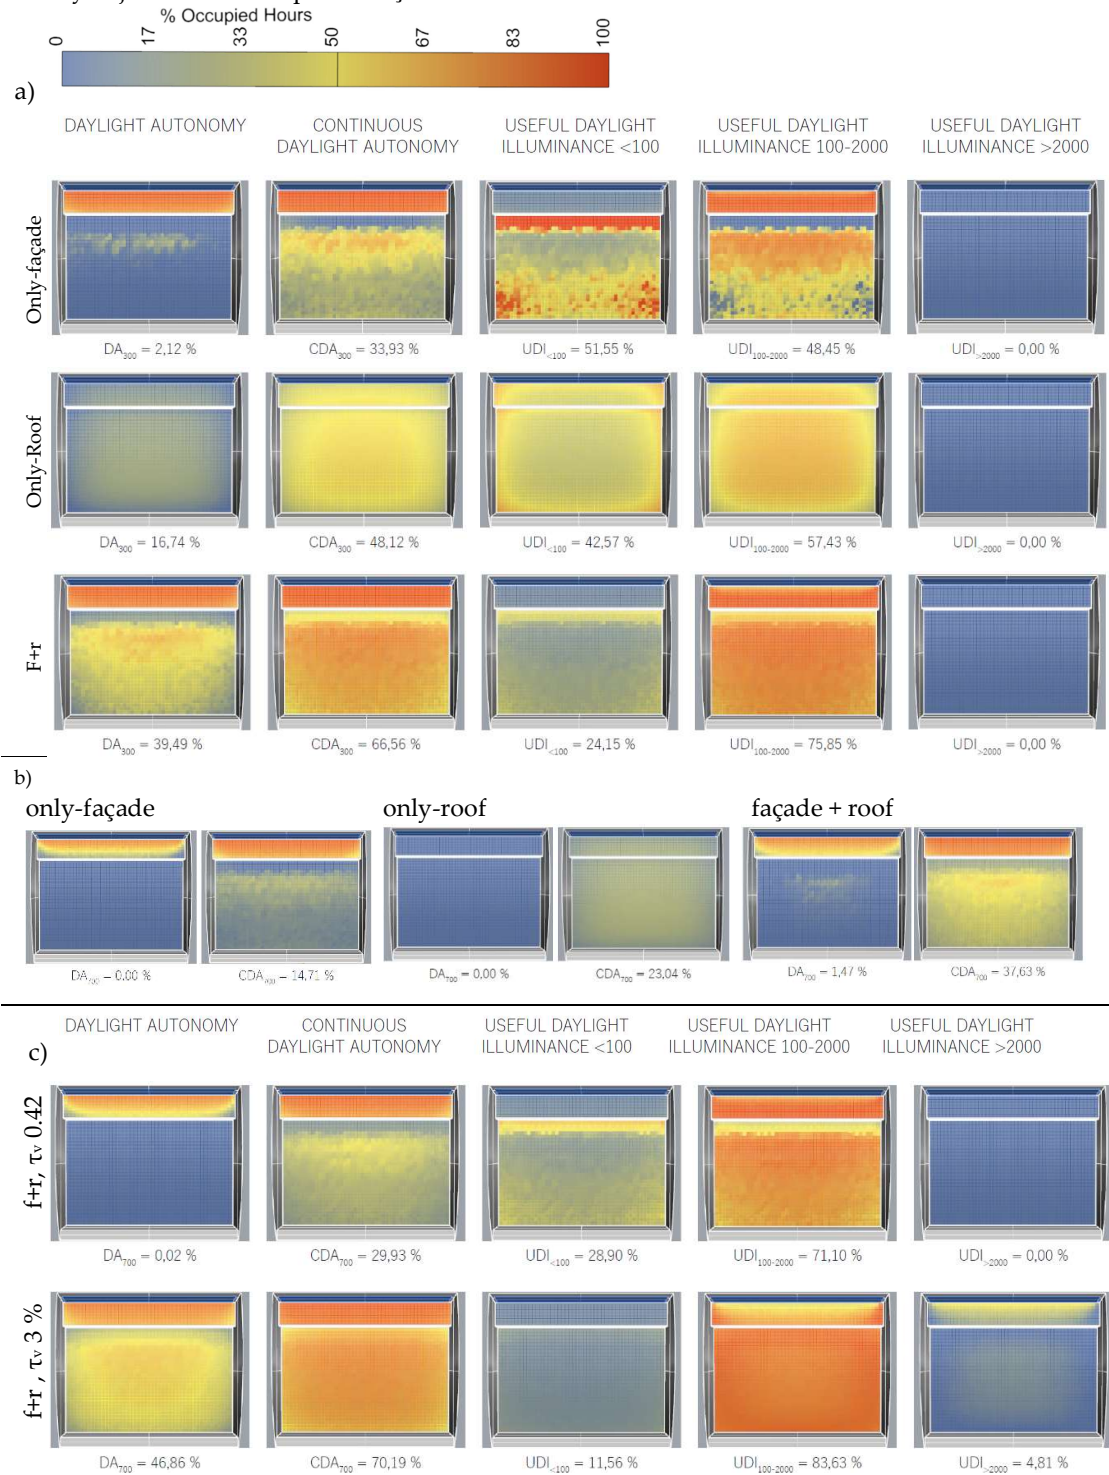 % Occupied Hours
0 17 33 50 67 83 100
a)
DAYLIGHT AUTONOMY
CONTINUOUS
DAYLIGHT AUTONOMY
USEFUL DAYLIGHT
ILLUMINANCE <100
USEFUL DAYLIGHT
ILLUMINANCE 100-2000
USEFUL DAYLIGHT
ILLUMINANCE >2000
Only-façade
DA300 = 2,12 %
CDA300 = 33,93 %
UDI<100 = 51,55 %
UDI100-2000 = 48,45 %
UDI>2000 = 0,00 %
Only-Roof
DA300 = 16,74 %
CDA300 = 48,12 %
UDI<100 = 42,57 %
UDI100-2000 = 57,43 %
UDI>2000 = 0,00 %
F+r
DA300 = 39,49 %
CDA300 = 66,56 %
UDI<100 = 24,15 %
UDI100-2000 = 75,85 %
UDI>2000 = 0,00 %
b)
only-façade
only-roof
façade + roof
DA700 = 0,00 %
CDA700 = 14,71 %
DA700 = 0,00 %
CDA700 = 23,04 %
DA700 = 1,47 %
CDA700 = 37,63 %
c)
DAYLIGHT AUTONOMY
CONTINUOUS
DAYLIGHT AUTONOMY
USEFUL DAYLIGHT
ILLUMINANCE <100
USEFUL DAYLIGHT
ILLUMINANCE 100-2000
USEFUL DAYLIGHT
ILLUMINANCE >2000
f+r, τv 0.42
DA700 = 0,02 %
CDA700 = 29,93 %
UDI<100 = 28,90 %
UDI100-2000 = 71,10 %
UDI>2000 = 0,00 %
f+r , τv 3 %
DA700 = 46,86 %
CDA700 = 70,19 %
UDI<100 = 11,56 %
UDI100-2000 = 83,63 %
UDI>2000 = 4,81 %